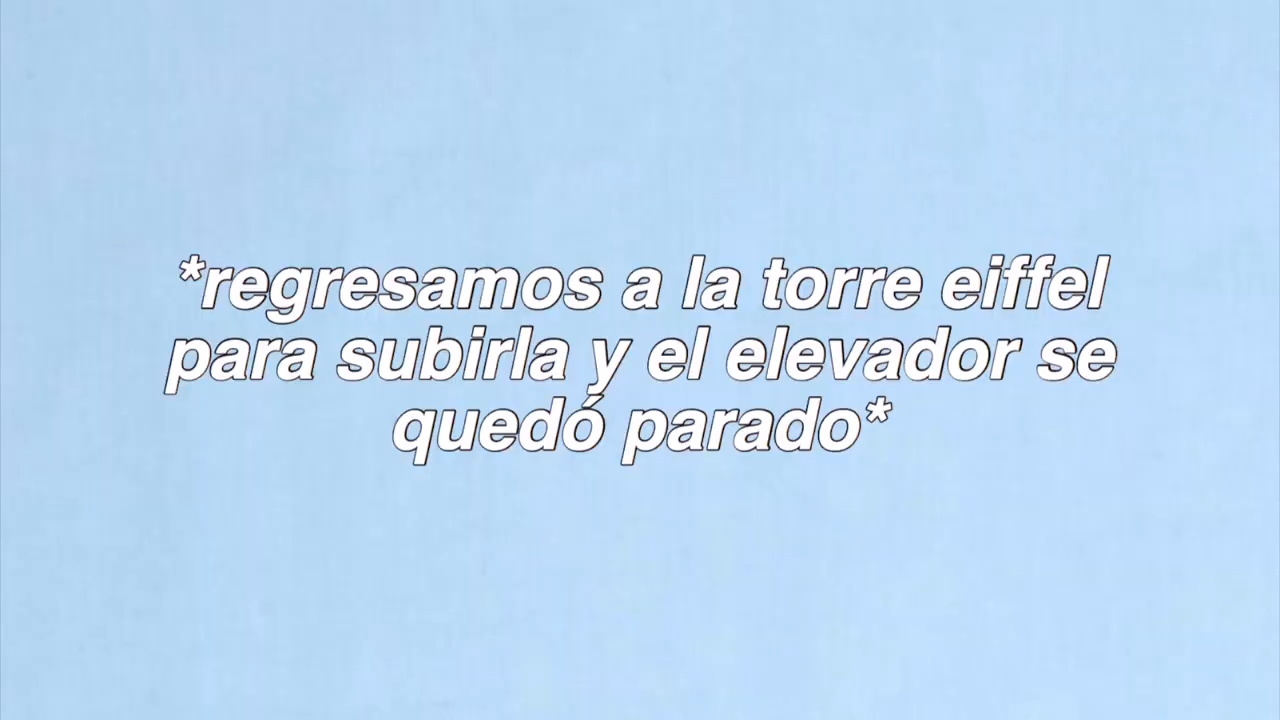 *regresamos a la torre eiffel
para subirla y el elevador se
quedó parado*